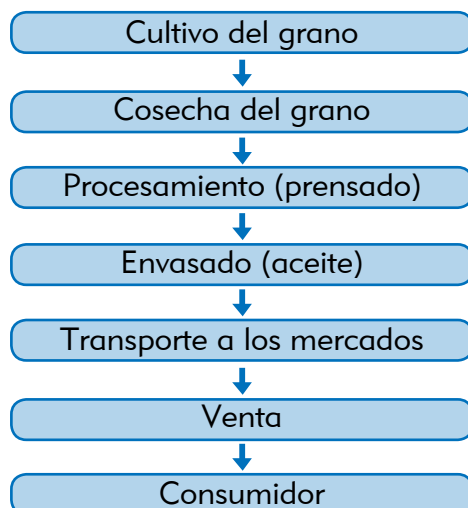 Cultivo del grano
Cosecha del grano
Procesamiento (prensado)
Envasado (aceite)
Transporte a los mercados
Venta
Consumidor